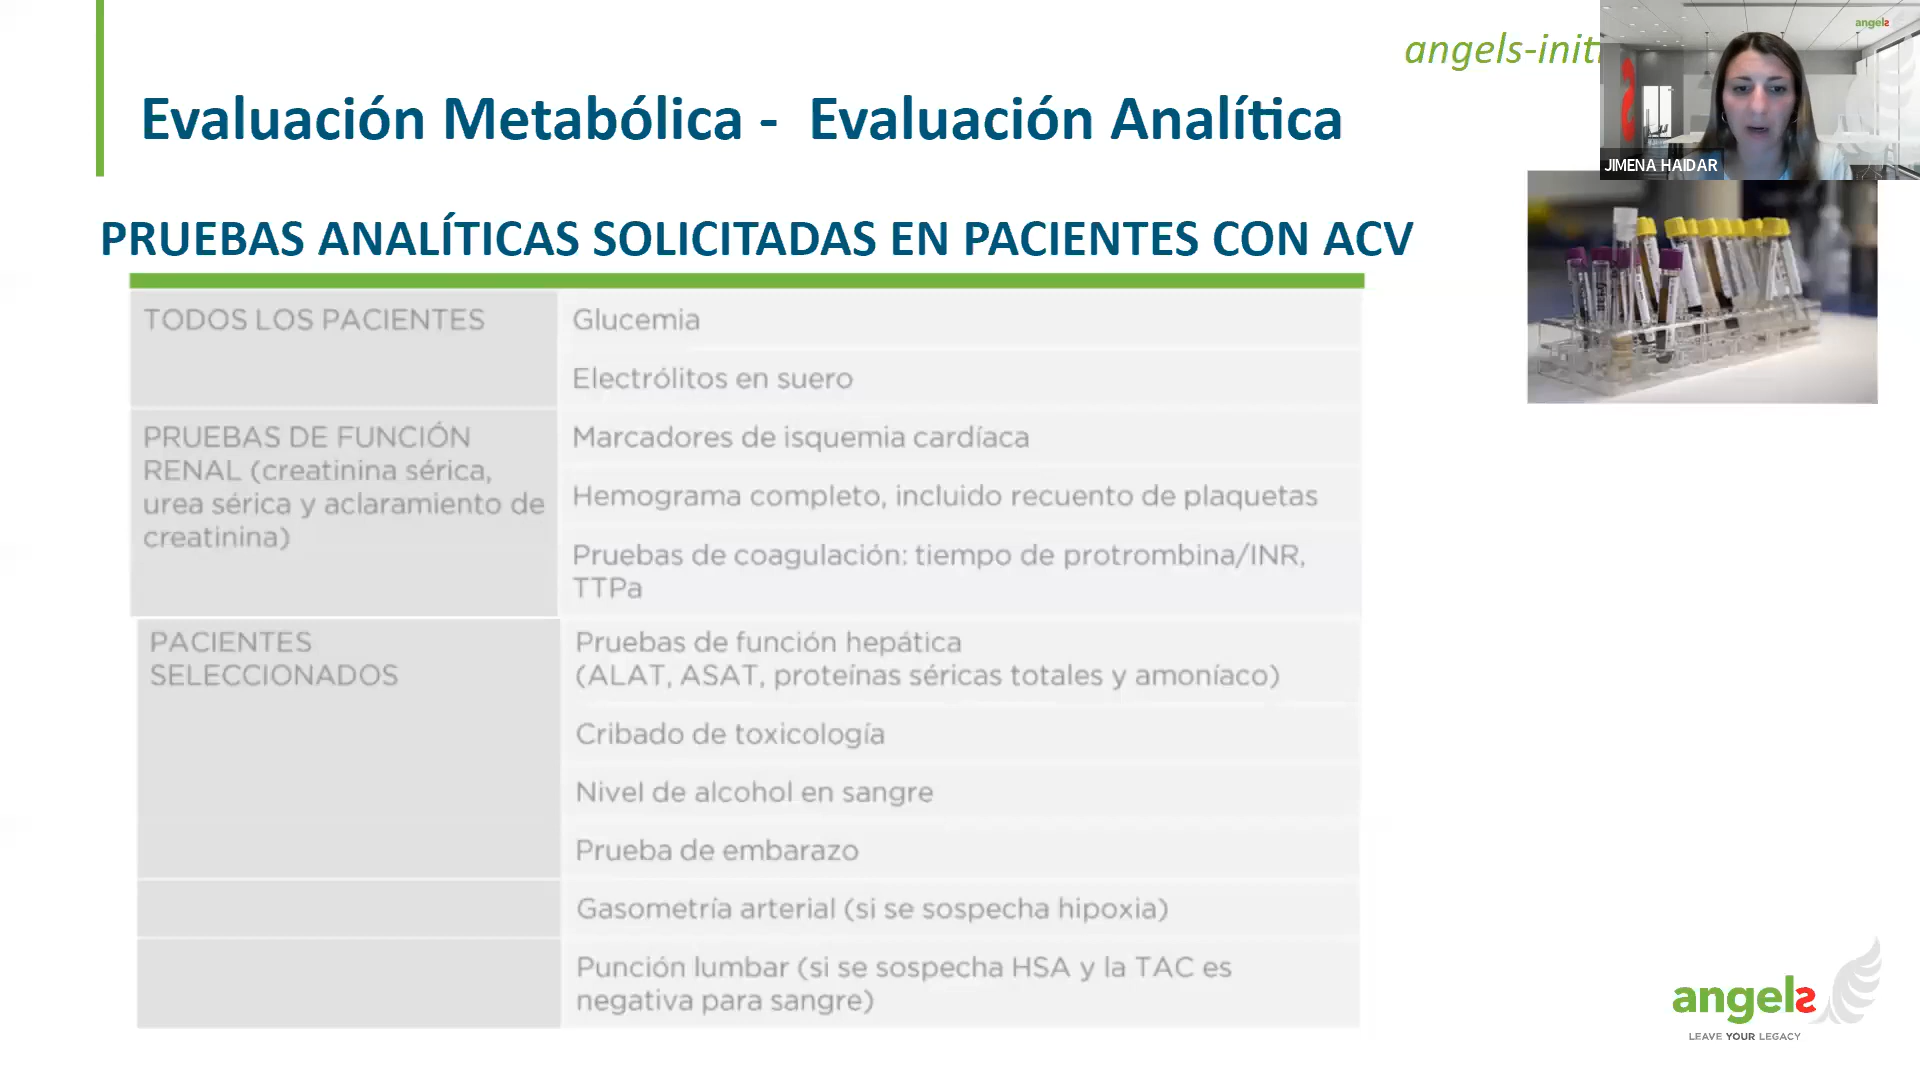 angels-initi
angels
JIMENA HAIDAR
Evaluación Metabólica - Evaluación Analítica
PRUEBAS ANALÍTICAS SOLICITADAS EN PACIENTES CON ACV
TODOS LOS PACIENTES
Glucemia
Electrólitos en suero
PRUEBAS DE FUNCIÓN
RENAL (creatinina sérica,
urea sérica y aclaramiento de
creatinina)
Marcadores de isquemia cardíaca
Hemograma completo, incluido recuento de plaquetas
Pruebas de coagulación: tiempo de protrombina/INR,
TTPa
PACIENTES
SELECCIONADOS
Pruebas de función hepática
(ALAT, ASAT, proteínas séricas totales y amoníaco)
Cribado de toxicología
Nivel de alcohol en sangre
Prueba de embarazo
Gasometría arterial (si se sospecha hipoxia)
Punción lumbar (si se sospecha HSA y la TAC es
negativa para sangre)
angels
LEAVE YOUR LEGACY